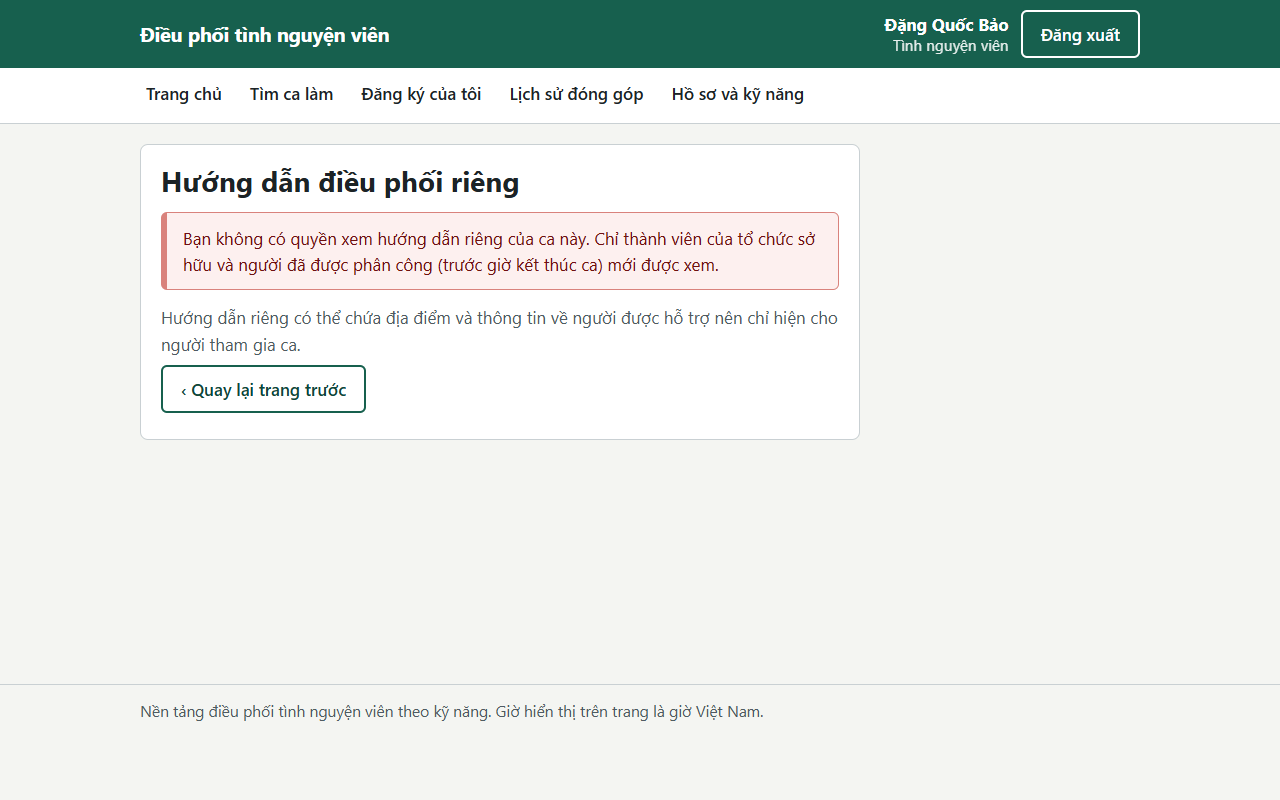 Điều phối tình nguyện viên
Đặng Quốc Bảo
Tình nguyện viên
Đăng xuất
Trang chủ
Tìm ca làm
Đăng ký của tôi
Lịch sử đóng góp
Hồ sơ và kỹ năng
Hướng dẫn điều phối riêng
Bạn không có quyền xem hướng dẫn riêng của ca này. Chỉ thành viên của tổ chức sở
hữu và người đã được phân công (trước giờ kết thúc ca) mới được xem.
Hướng dẫn riêng có thể chứa địa điểm và thông tin về người được hỗ trợ nên chỉ hiện cho
người tham gia ca.
‹ Quay lại trang trước
Nền tảng điều phối tình nguyện viên theo kỹ năng. Giờ hiển thị trên trang là giờ Việt Nam.